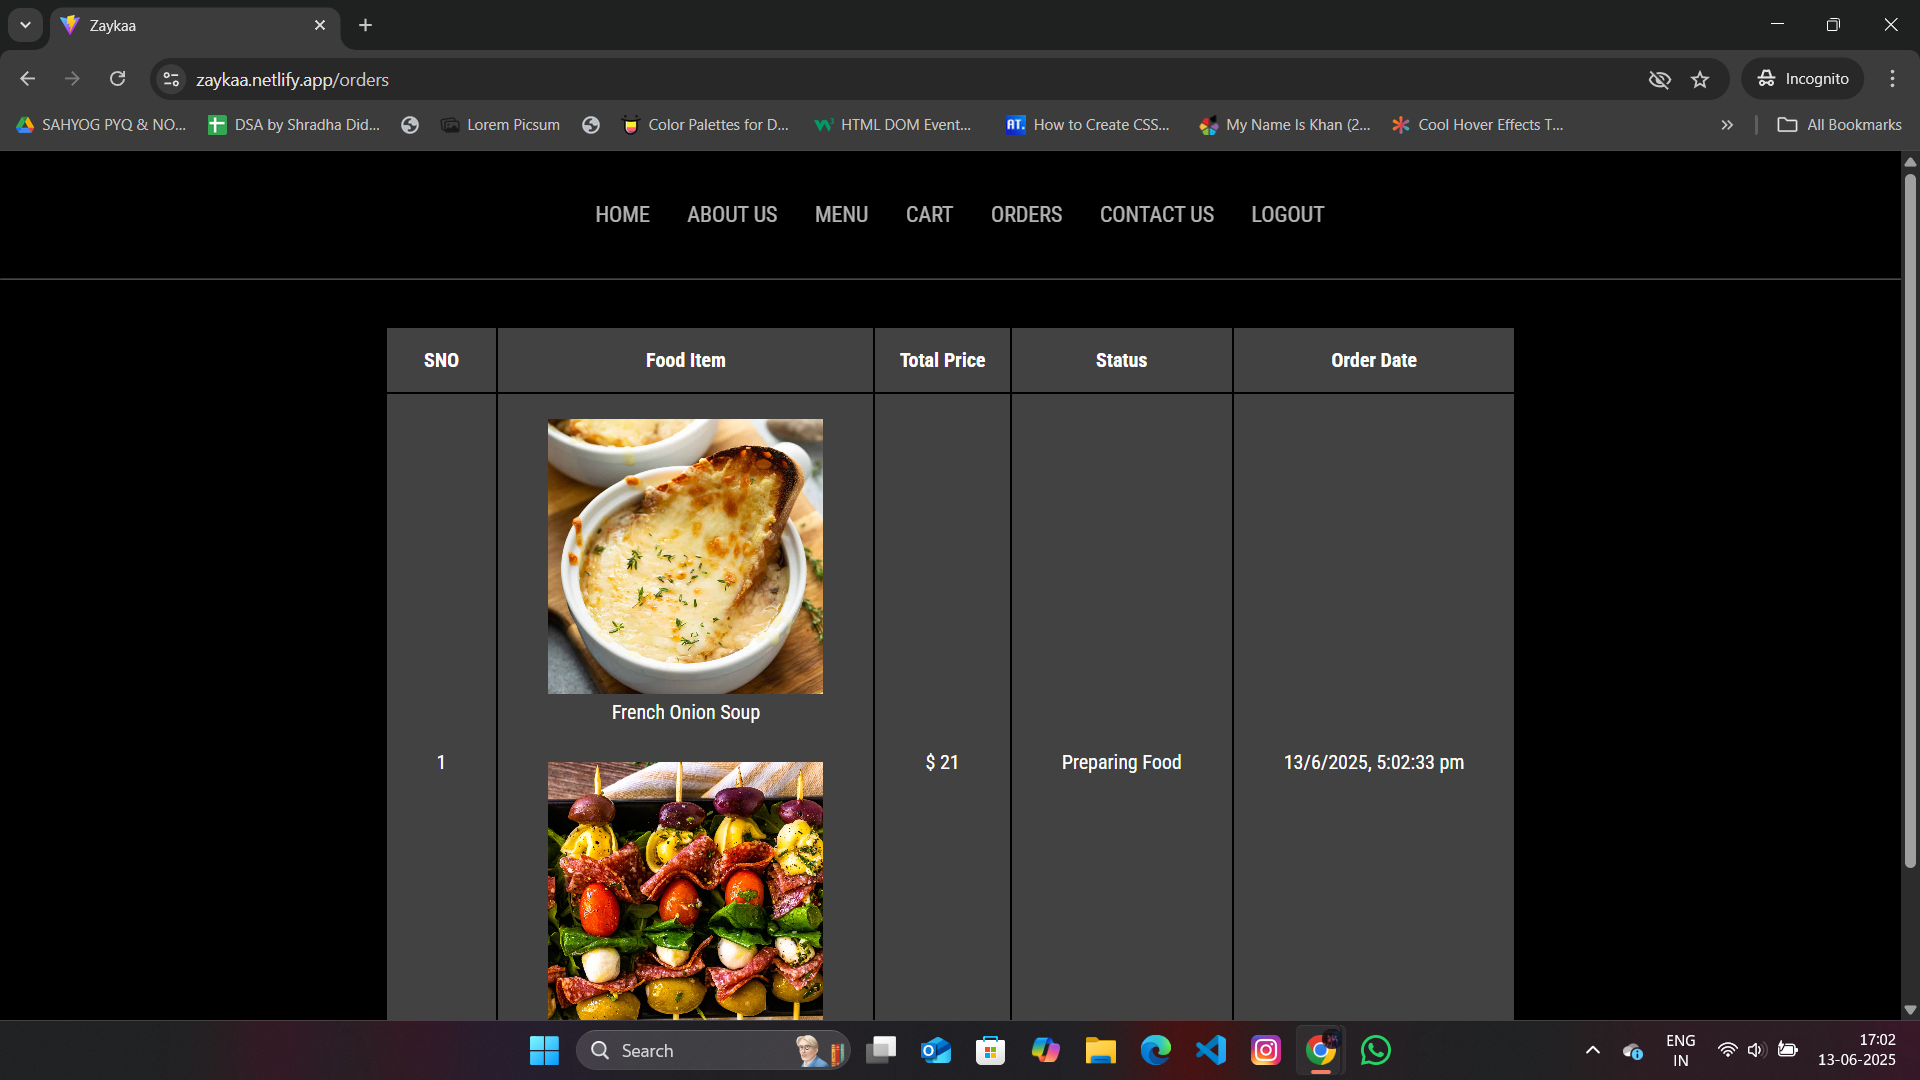 Zaykaa
zaykaa.netlify.app/orders
Incognito
SAHYOG PYQ & NO...
DSA by Shradha Did...
Lorem Picsum
Color Palettes for D...
HTML DOM Event...
AT.
How to Create CSS...
My Name Is Khan (2...
Cool Hover Effects T...
All Bookmarks
HOME ABOUT US MENU CART ORDERS CONTACT US LOGOUT
SNO Food Item Total Price Status Order Date
French Onion Soup
1 $ 21 Preparing Food 13/6/2025, 5:02:33 pm
Search
ENG
IN
17:02
13-06-2025